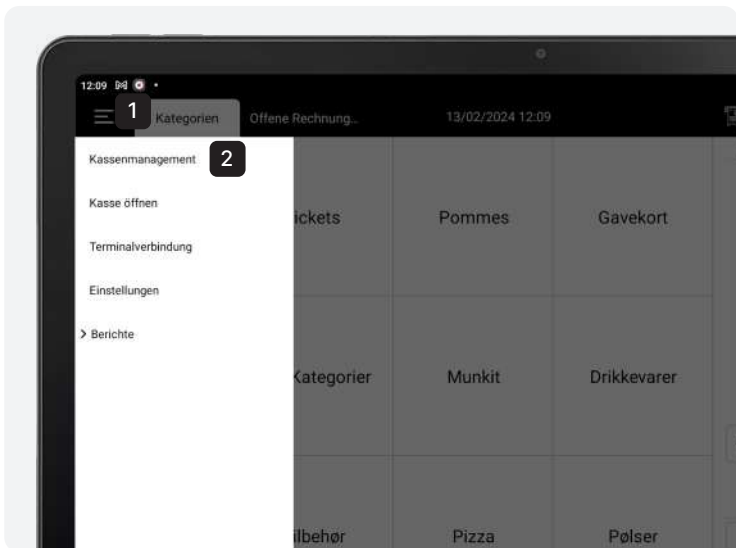 12:09
1
Kategorien
Offene Rechnung...
13/02/2024 12:09
Kassenmanagement
2
Kasse öffnen
ickets
Pommes
Gavekort
Terminalverbindung
Einstellungen
Berichte
Kategorier
Munkit
Drikkevarer
ilbehør
Pizza
Pølser